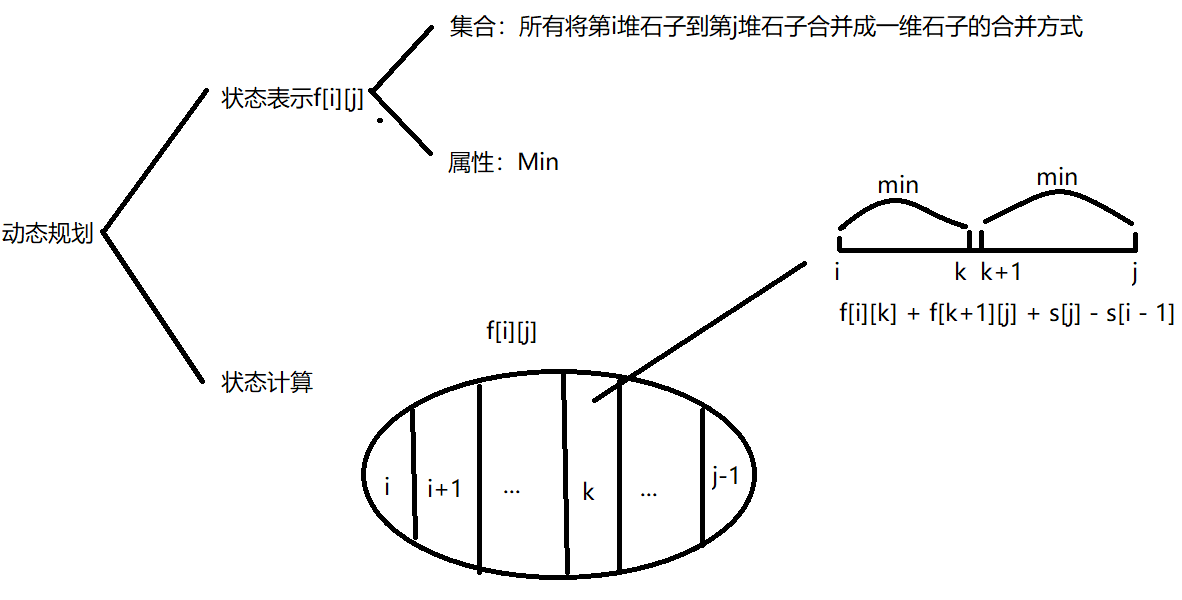 集合：所有将第i堆石子到第j堆石子合并成一维石子的合并方式
状态表示f[i][j]
属性：Min
动态规划
min
min
i
k
k+1
j
f[i][k] + f[k+1][j] + s[j] - s[i - 1]
f[i][j]
状态计算
i
i+1
...
k
...
j-1